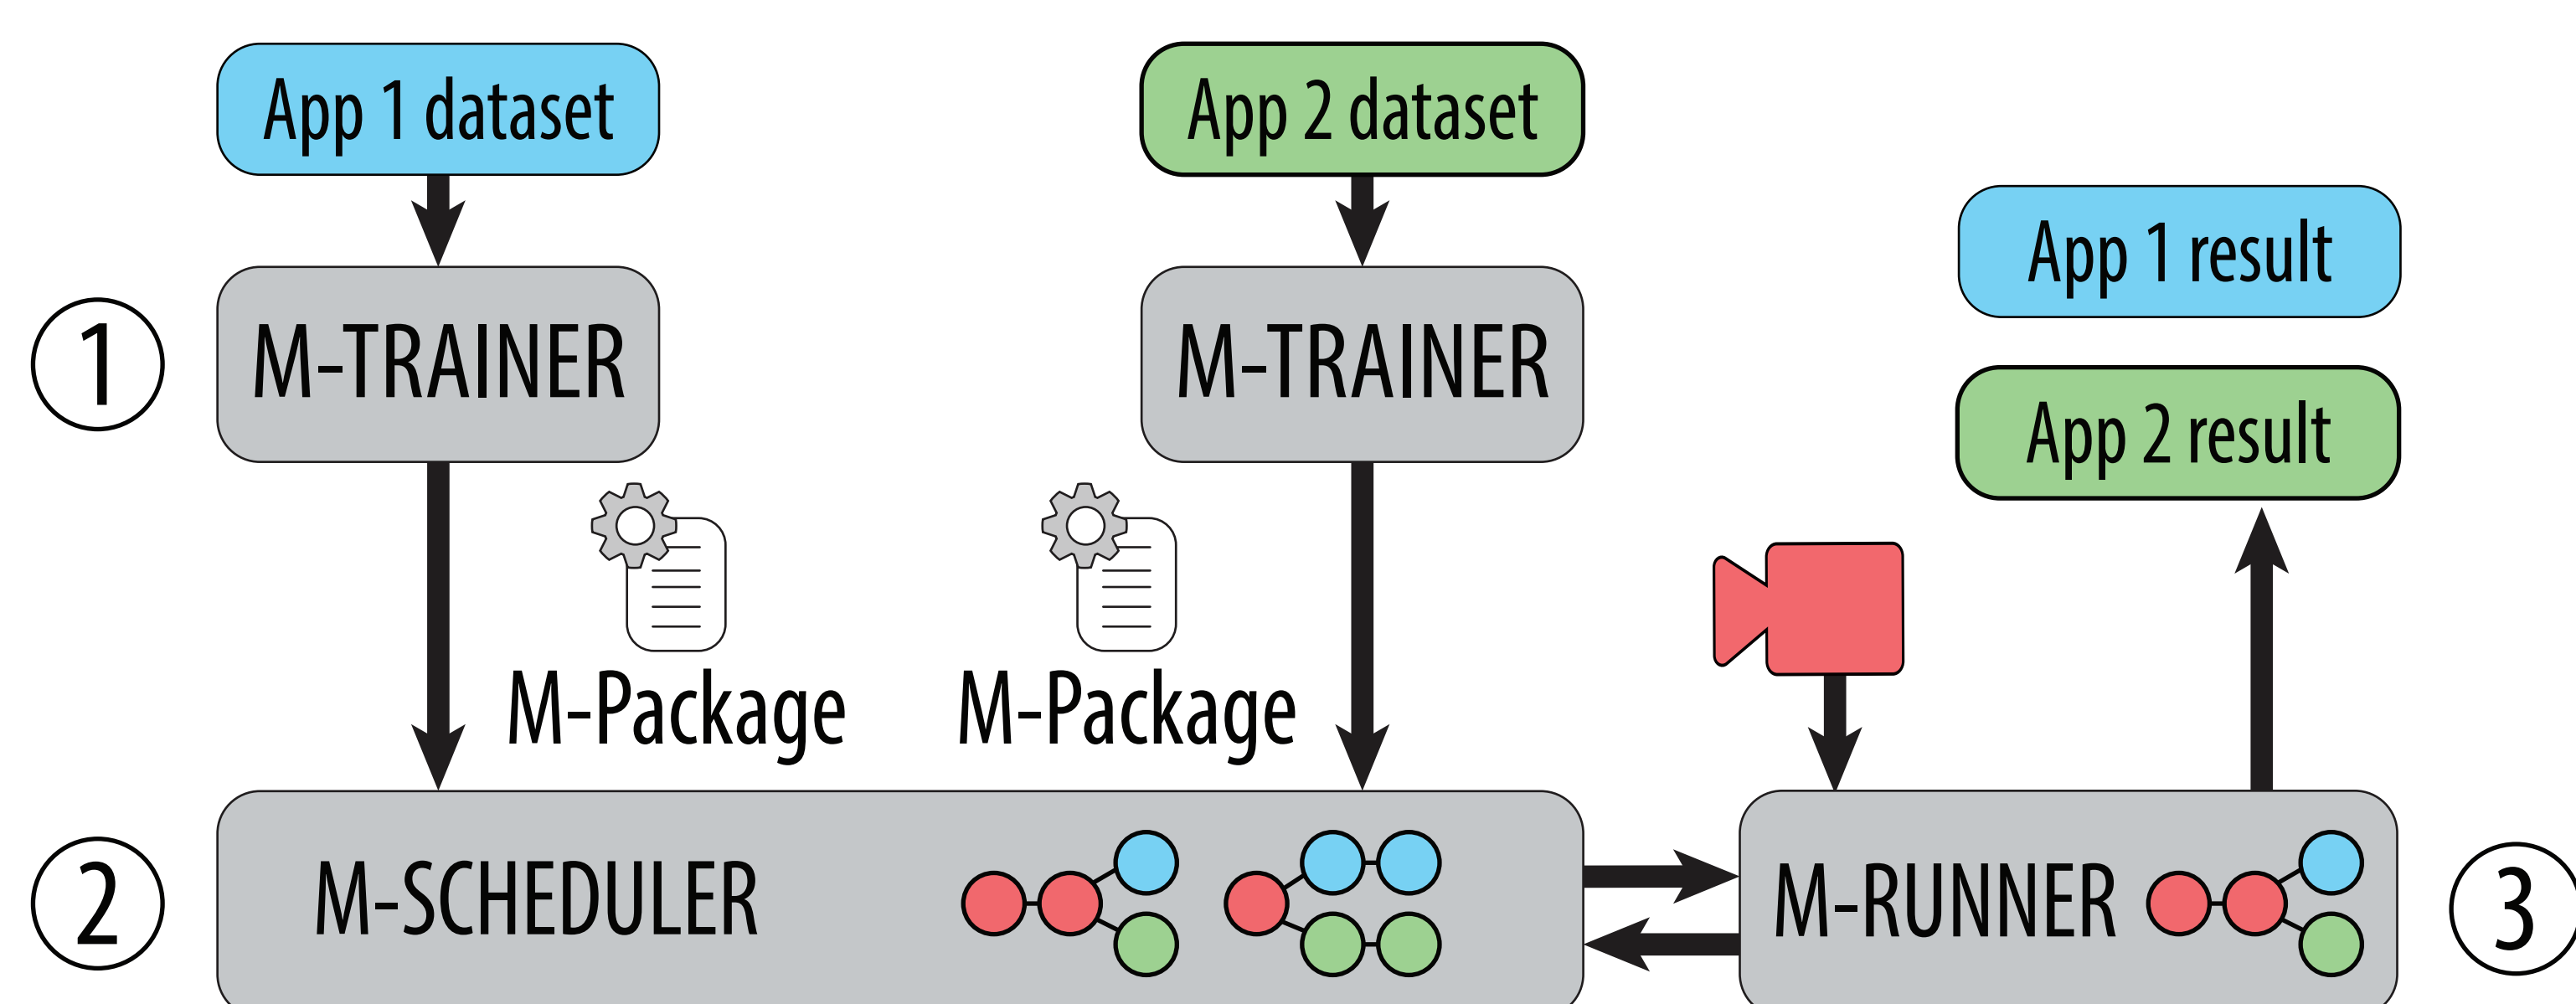 App 1 dataset
App 2 dataset
App 1 result
App 2 result
1
M-TRAINER
M-TRAINER
M-Package
M-Package
2
M-SCHEDULER
M-RUNNER
3